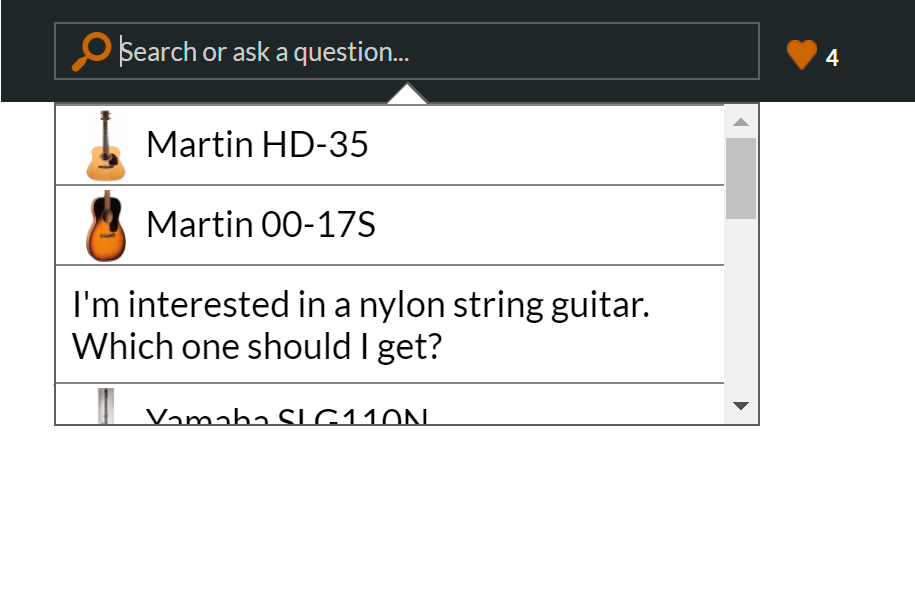 Search or ask a question...
4
Martin HD-35
Martin 00-17S
I'm interested in a nylon string guitar.
Which one should I get?
Yamaha SLG110N